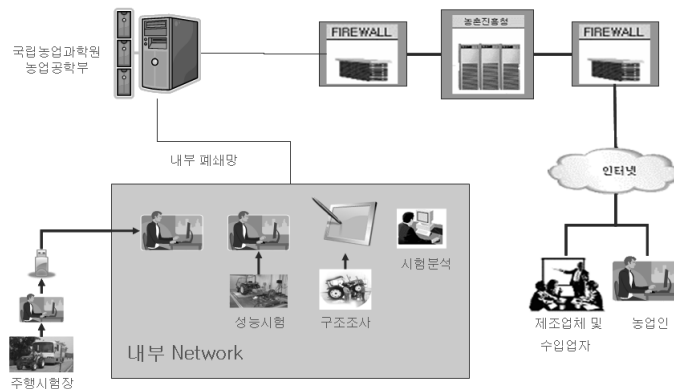 국립농업과학원
농업공학부
FIREWALL
농촌진흥청
FIREWALL
내부 폐쇄망
인터넷
시험분석
성능시험
구조조사
제조업체 및
수입업자
농업인
내부 Network
주행시험장